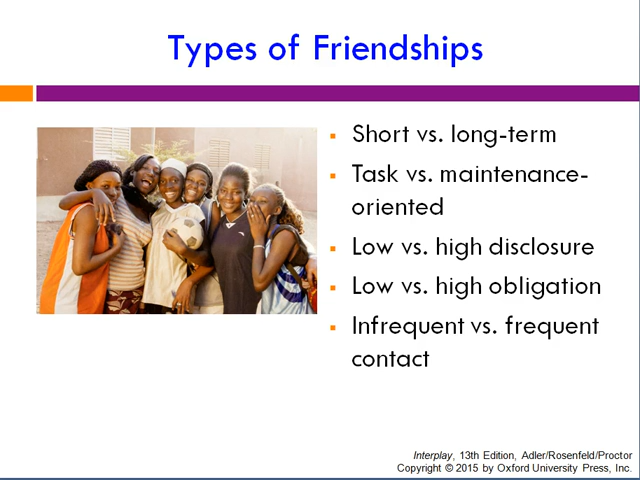 Types of Friendships
Short vs. long-term
Task vs. maintenance-
oriented
Low vs. high disclosure
Low vs. high obligation
Infrequent vs. frequent
contact
Interplay, 13th Edition, Adler/Rosenfeld/Proctor
Copyright © 2015 by Oxford University Press, Inc.